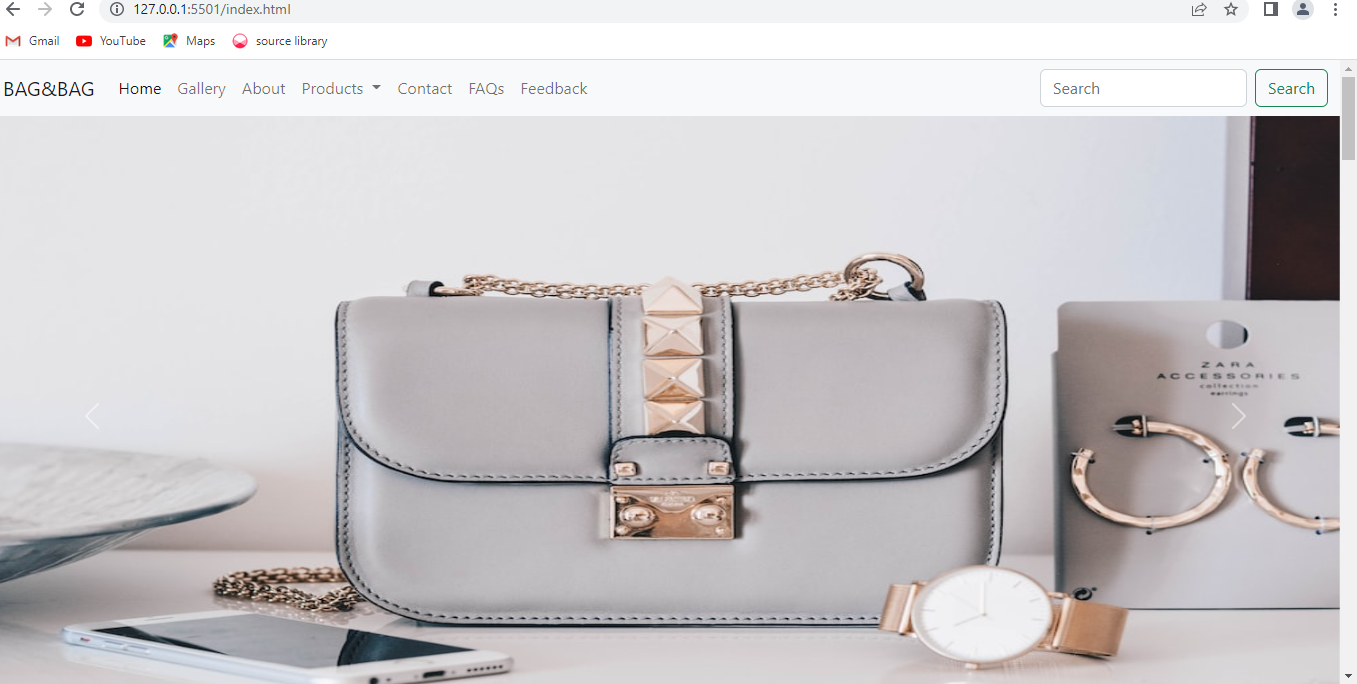 127.0.0.1:5501/index.html
Gmail YouTube Maps source library
BAG&BAG Home Gallery About Products Contact FAQs Feedback Search Search
ZARA
ACCESSORIES
collection
earrings
VALENTINO